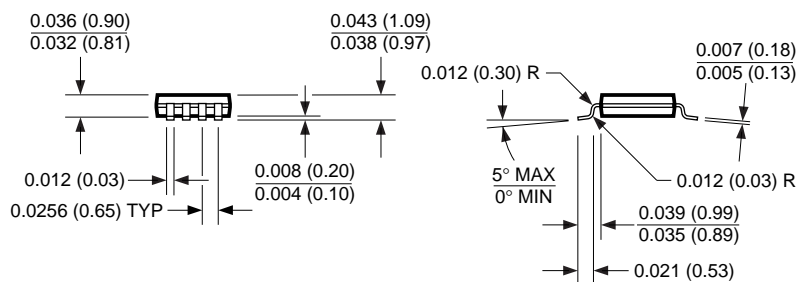 0.036 (0.90)
0.032 (0.81)
0.043 (1.09)
0.038 (0.97)
0.012 (0.03)
0.0256 (0.65) TYP
0.008 (0.20)
0.004 (0.10)
0.012 (0.30) R
0.007 (0.18)
0.005 (0.13)
5° MAX
0° MIN
0.012 (0.03) R
0.039 (0.99)
0.035 (0.89)
0.021 (0.53)